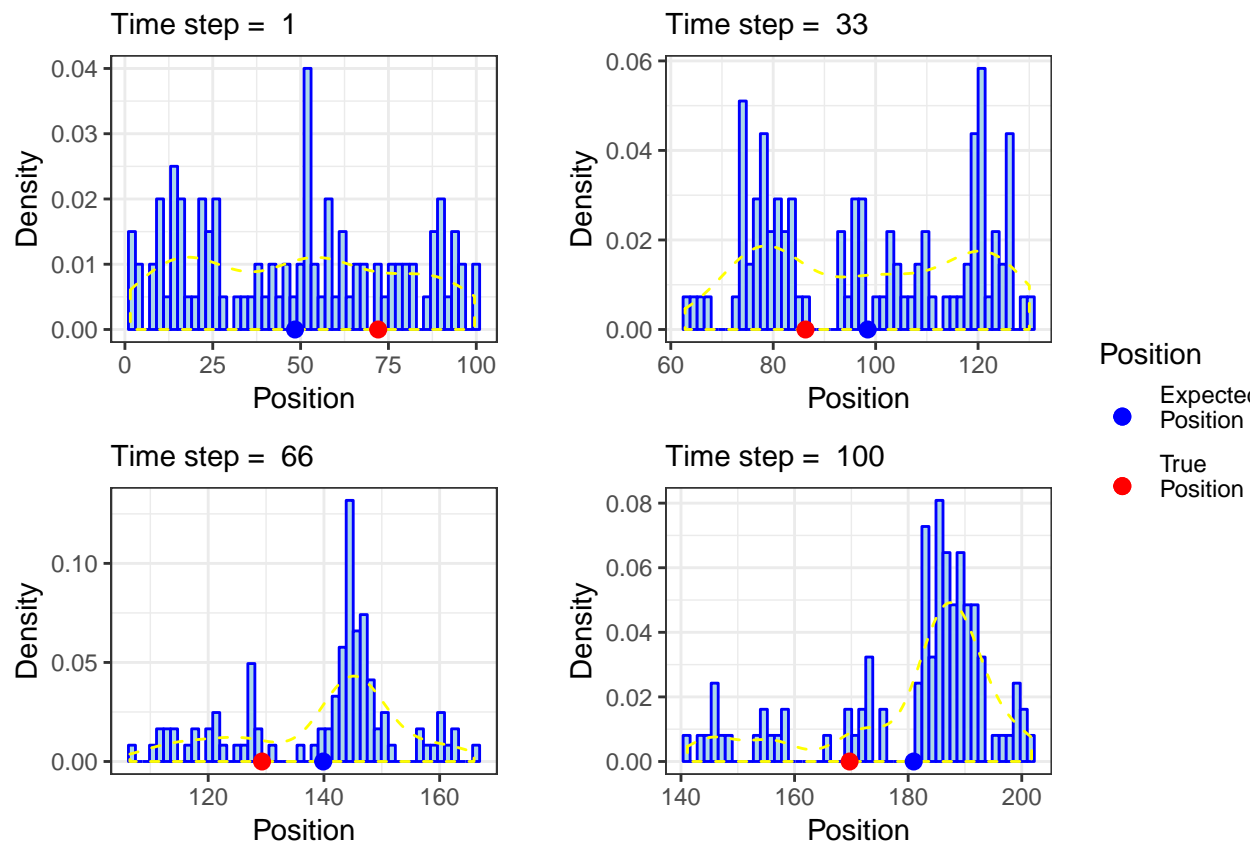 Time step =  1
0.04
0.03
0.02
0.01
0.00
Density
0
25
50
75
100
Position
Time step =  33
0.06
0.04
0.02
0.00
Density
60
80
100
120
Position
Time step =  66
0.10
0.05
0.00
Density
120
140
160
Position
Time step =  100
0.08
0.06
0.04
0.02
0.00
Density
140
160
180
200
Position
Position
Expected
Position
True
Position